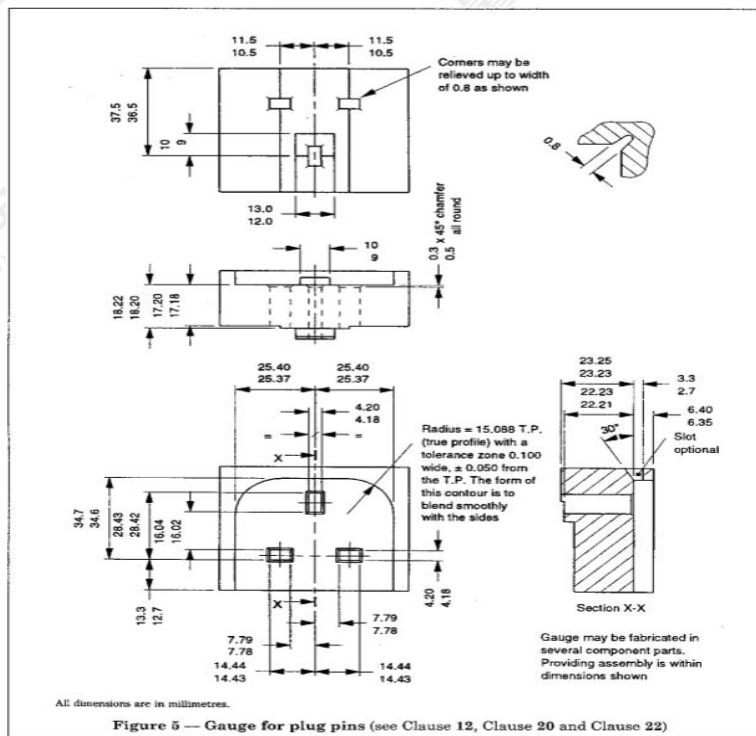 11.5
10.5
11.5
10.5
Corners may be
relieved up to width
of 0.8 as shown
37.5
36.5
10
9
0.8
13.0
12.0
0.3 x 45° chamfer
0.5 all round
10
9
18.22
18.20
17.20
17.18
25.40
25.37
25.40
25.37
23.25
23.23
3.3
2.7
22.23
22.21
6.40
6.35
4.20
4.18
= =
30°
Slot
optional
X
Radius = 15.088 T.P.
(true profile) with a
tolerance zone 0.100
wide, ± 0.050 from
the T.P. The form of
this contour is to
blend smoothly
with the sides
34.7
34.6
28.43
28.42
16.04
16.02
4.20
4.18
13.3
12.7
X
7.79
7.78
7.79
7.78
14.44
14.43
14.44
14.43
Section X-X
Gauge may be fabricated in
several component parts.
Providing assembly is within
dimensions shown
All dimensions are in millimetres.
Figure 5 — Gauge for plug pins (see Clause 12, Clause 20 and Clause 22)